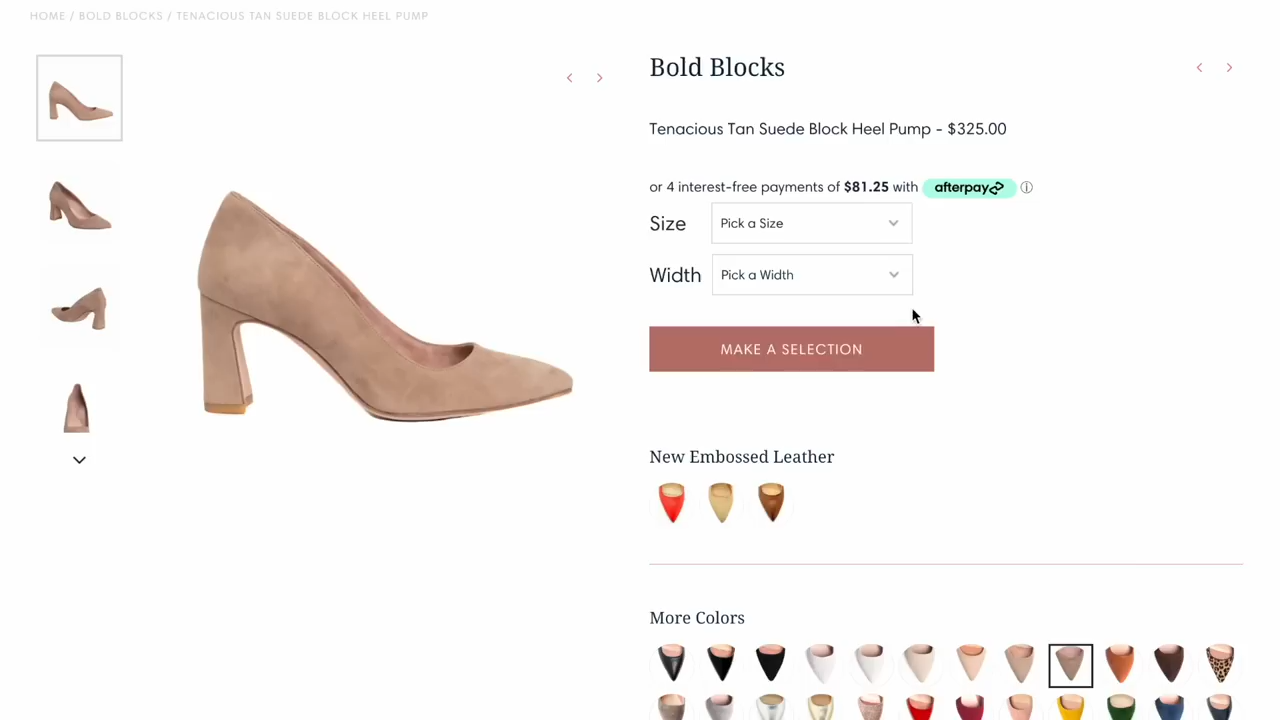 HOME / BOLD BLOCKS / TENACIOUS TAN SUEDE BLOCK HEEL PUMP
Bold Blocks
Tenacious Tan Suede Block Heel Pump - $325.00
or 4 interest-free payments of $81.25 with afterpay
Size Pick a Size
Width Pick a Width
MAKE A SELECTION
New Embossed Leather
More Colors